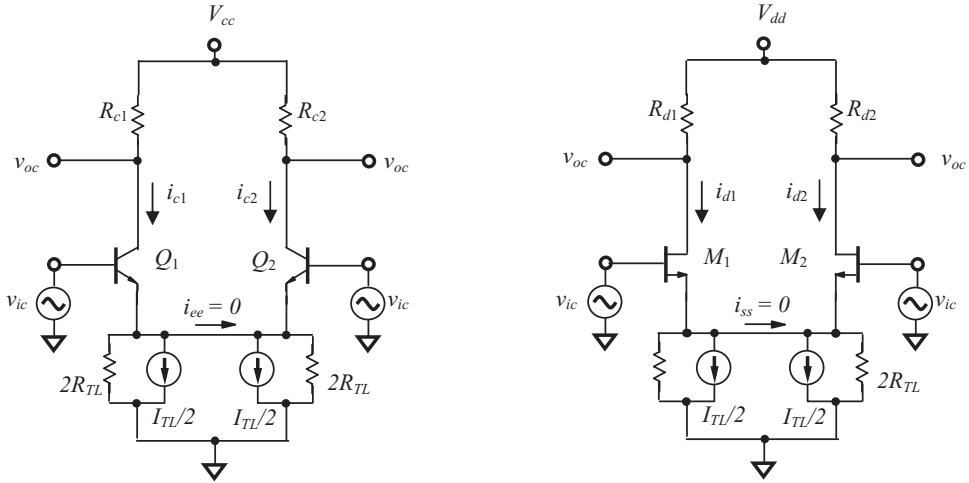 V_cc
R_c1
R_c2
v_oc
v_oc
i_c1
i_c2
Q_1
Q_2
v_ic
v_ic
i_ee = 0
2R_TL
2R_TL
I_TL/2
I_TL/2
V_dd
R_d1
R_d2
v_oc
v_oc
i_d1
i_d2
M_1
M_2
v_ic
v_ic
i_ss = 0
2R_TL
I_TL/2
I_TL/2